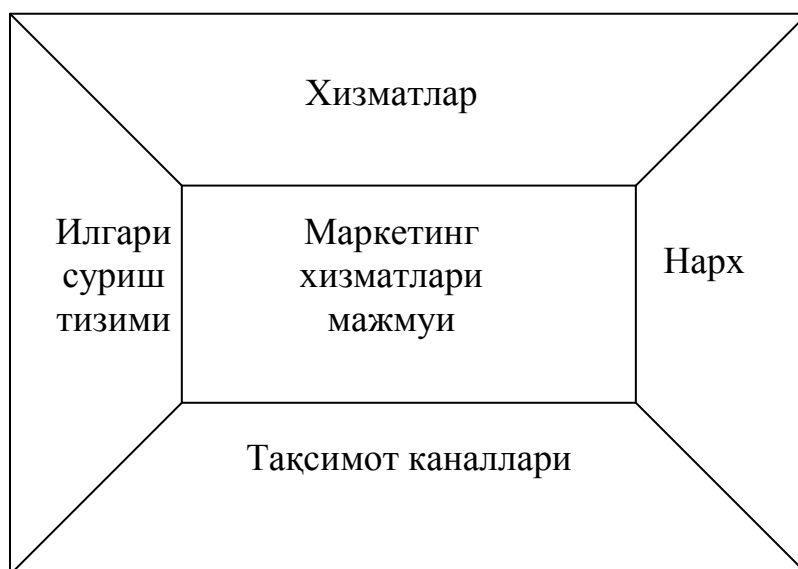 Хизматлар
Илгари
суриш
тизими
Маркетинг
хизматлари
мажмуи
Нарх
Тақсимот каналлари